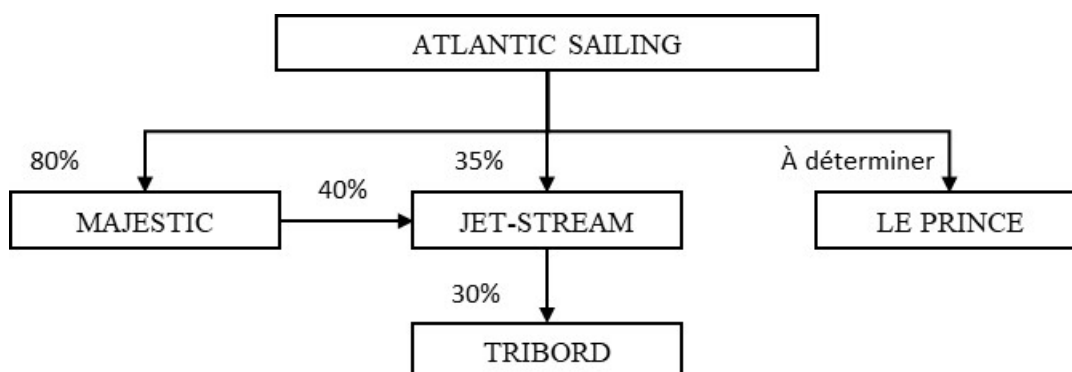 ATLANTIC SAILING
80%
35%
À déterminer
40%
MAJESTIC
JET-STREAM
LE PRINCE
30%
TRIBORD